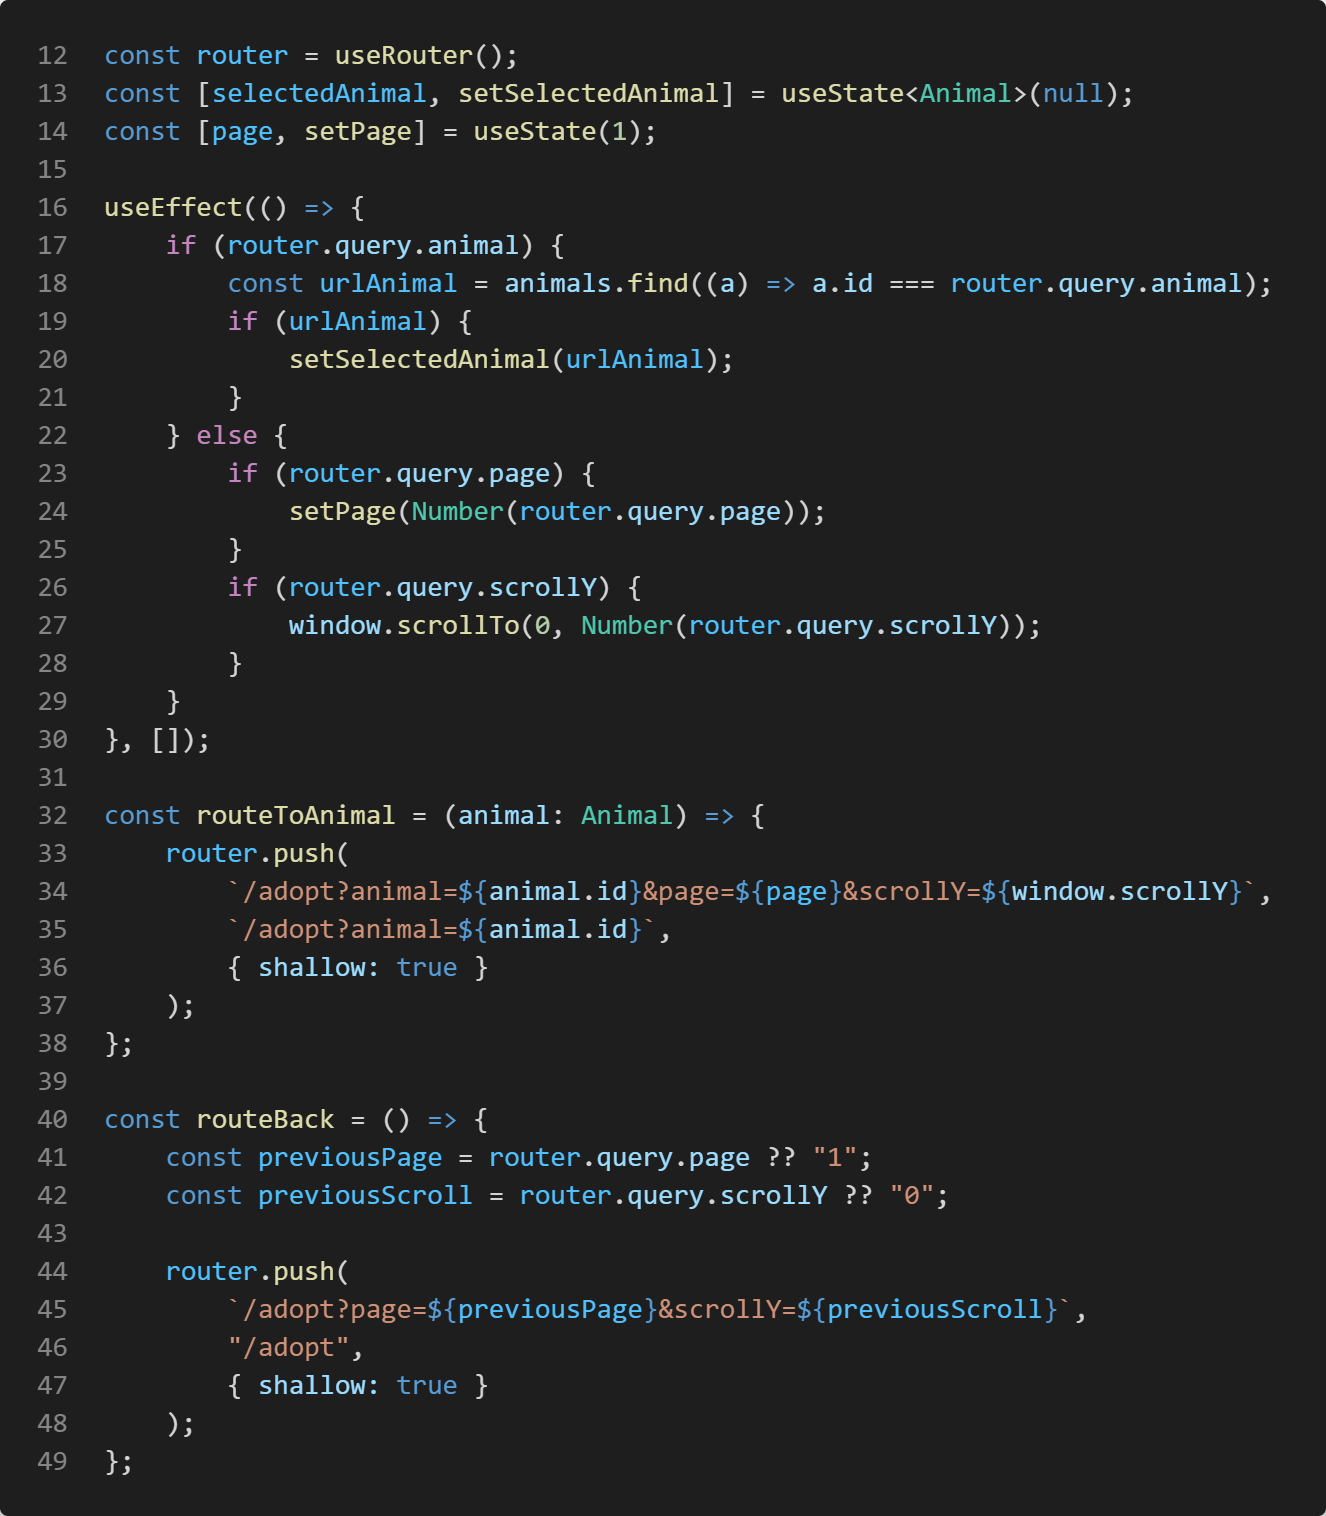 12 const router = useRouter();
13 const [selectedAnimal, setSelectedAnimal] = useState<Animal>(null);
14 const [page, setPage] = useState(1);
15
16 useEffect(() => {
17     if (router.query.animal) {
18         const urlAnimal = animals.find((a) => a.id === router.query.animal);
19         if (urlAnimal) {
20             setSelectedAnimal(urlAnimal);
21         }
22     } else {
23         if (router.query.page) {
24             setPage(Number(router.query.page));
25         }
26         if (router.query.scrollY) {
27             window.scrollTo(0, Number(router.query.scrollY));
28         }
29     }
30 }, []);
31
32 const routeToAnimal = (animal: Animal) => {
33     router.push(
34         `/adopt?animal=${animal.id}&page=${page}&scrollY=${window.scrollY}`,
35         `/adopt?animal=${animal.id}`,
36         { shallow: true }
37     );
38 };
39
40 const routeBack = () => {
41     const previousPage = router.query.page ?? "1";
42     const previousScroll = router.query.scrollY ?? "0";
43
44     router.push(
45         `/adopt?page=${previousPage}&scrollY=${previousScroll}`,
46         "/adopt",
47         { shallow: true }
48     );
49 };